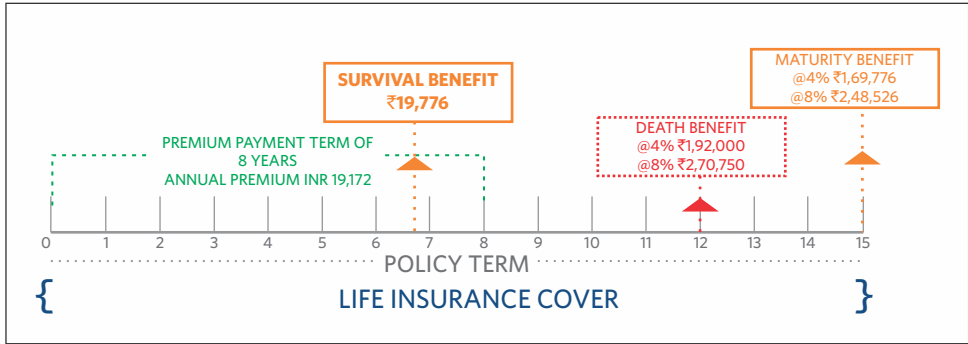 MATURITY BENEFIT
@4% ₹1,69,776
@8% ₹2,48,526
SURVIVAL BENEFIT
₹19,776
DEATH BENEFIT
@4% ₹1,92,000
@8% ₹2,70,750
PREMIUM PAYMENT TERM OF
8 YEARS
ANNUAL PREMIUM INR 19,172
0 1 2 3 4 5 6 7 8 9 10 11 12 13 14 15
POLICY TERM
{ LIFE INSURANCE COVER }